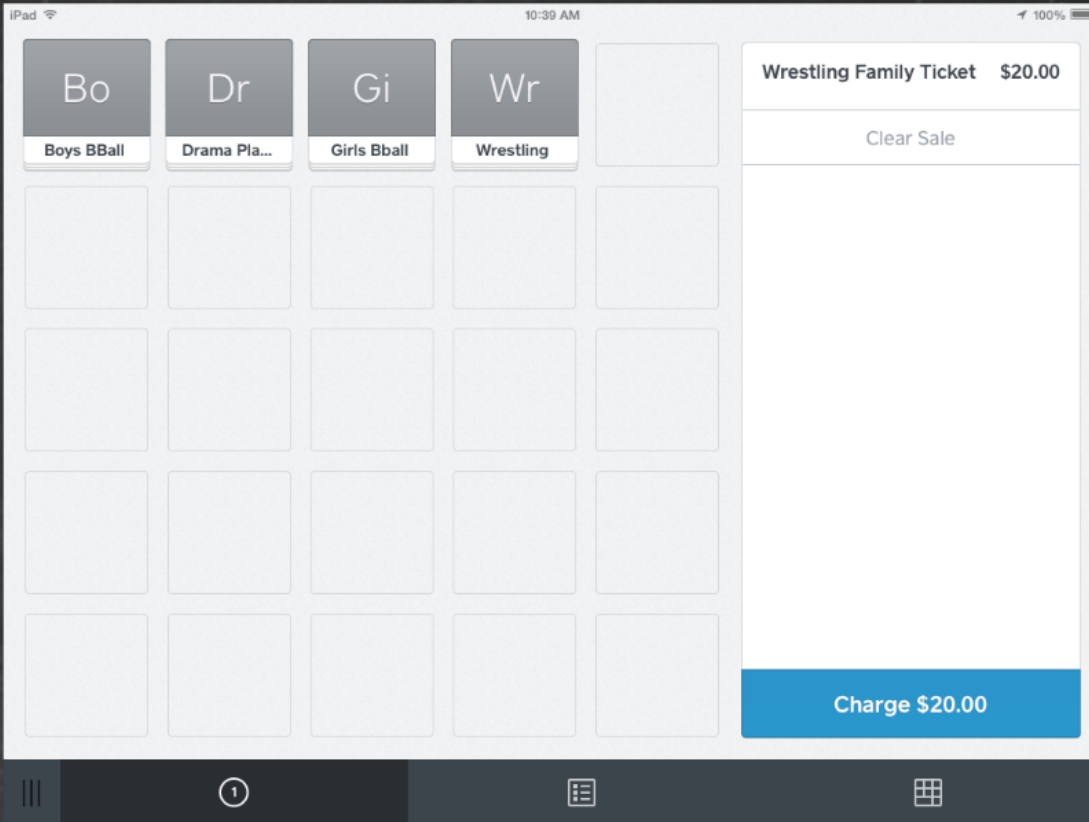 iPad 10:39 AM 100%
Bo Dr Gi Wr
Boys BBall Drama Pla... Girls Bball Wrestling
Wrestling Family Ticket $20.00
Clear Sale
Charge $20.00
1